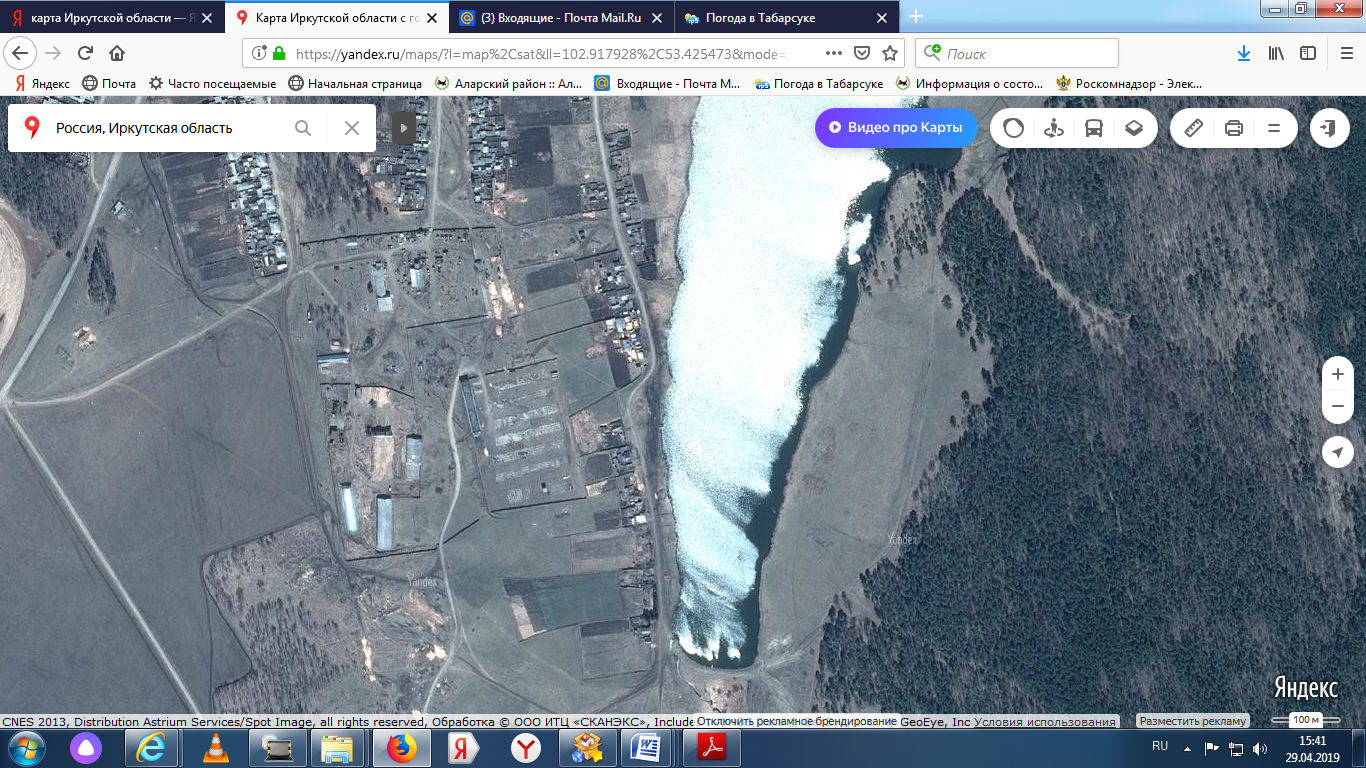 карта Иркутской области — Я
Карта Иркутской области с го
(3) Входящие - Почта Mail.Ru
Погода в Табарсуке
https://yandex.ru/maps/?l=map%2Csat&ll=102.917928%2C53.425473&mode=
Поиск
Яндекс
Почта
Часто посещаемые
Начальная страница
Аларский район :: Ал...
Входящие - Почта М...
Погода в Табарсуке
Информация о состо...
Роскомнадзор - Элек...
Россия, Иркутская область
Видео про Карты
Yandex
Yandex
Яндекс
CNES 2013, Distribution Astrium Services/Spot Image, all rights reserved, Обработка © ООО ИТЦ «СКАНЭКС», Include
Отключить рекламное брендирование
GeoEye, Inc
Условия использования
Разместить рекламу
100 м
RU
15:41
29.04.2019